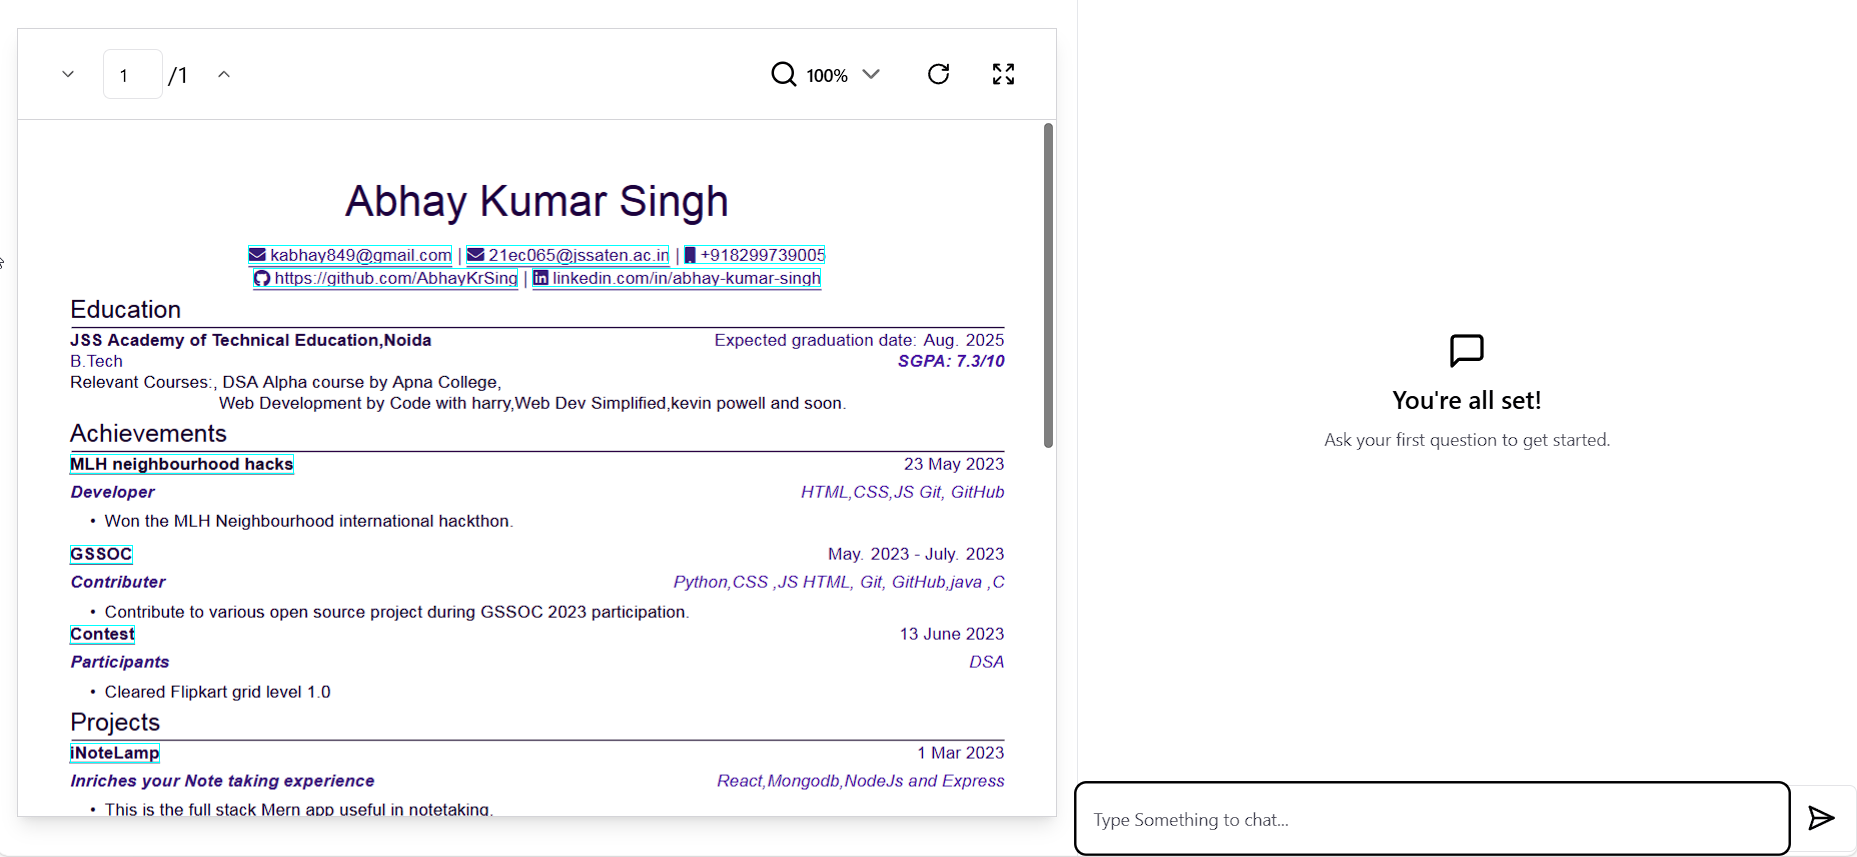 1 /1 100%
Abhay Kumar Singh
kabhay849@gmail.com | 21ec065@jssaten.ac.in | +918299739005
https://github.com/AbhayKrSing | linkedin.com/in/abhay-kumar-singh
Education
JSS Academy of Technical Education,Noida Expected graduation date: Aug. 2025
B.Tech SGPA: 7.3/10
Relevant Courses:, DSA Alpha course by Apna College,
Web Development by Code with harry,Web Dev Simplified,kevin powell and soon.
Achievements
MLH neighbourhood hacks 23 May 2023
Developer HTML,CSS,JS Git, GitHub
• Won the MLH Neighbourhood international hackthon.
GSSOC May. 2023 - July. 2023
Contributer Python,CSS ,JS HTML, Git, GitHub,java ,C
• Contribute to various open source project during GSSOC 2023 participation.
Contest 13 June 2023
Participants DSA
• Cleared Flipkart grid level 1.0
Projects
iNoteLamp 1 Mar 2023
Inriches your Note taking experience React,Mongodb,NodeJs and Express
• This is the full stack Mern app useful in notetaking.
You're all set!
Ask your first question to get started.
Type Something to chat...